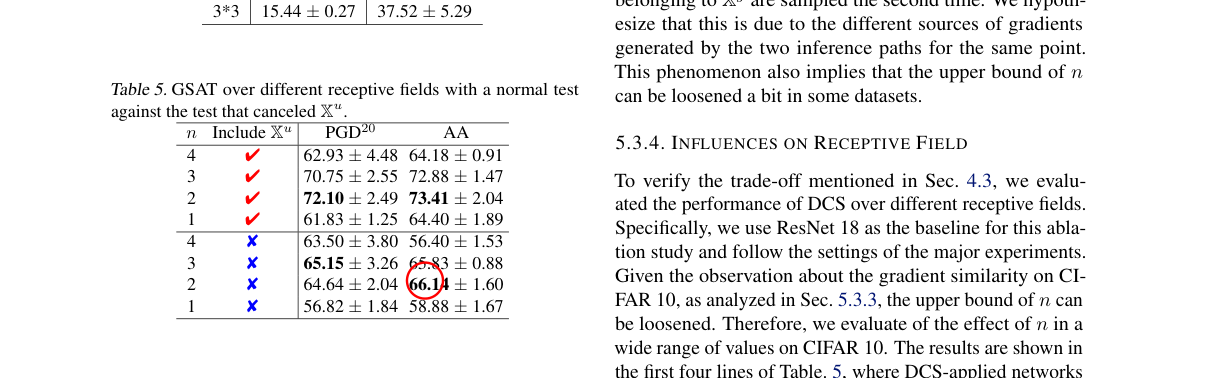 3*3 15.44 ± 0.27 37.52 ± 5.29
Table 5. GSAT over different receptive fields with a normal test
against the test that canceled 𝕏ᵘ.
n Include 𝕏ᵘ PGD²⁰ AA
4 ✔ 62.93 ± 4.48 64.18 ± 0.91
3 ✔ 70.75 ± 2.55 72.88 ± 1.47
2 ✔ 72.10 ± 2.49 73.41 ± 2.04
1 ✔ 61.83 ± 1.25 64.40 ± 1.89
4 ✘ 63.50 ± 3.80 56.40 ± 1.53
3 ✘ 65.15 ± 3.26 65.83 ± 0.88
2 ✘ 64.64 ± 2.04 66.14 ± 1.60
1 ✘ 56.82 ± 1.84 58.88 ± 1.67
belonging to 𝕏ᵘ are sampled the second time. We hypoth-
esize that this is due to the different sources of gradients
generated by the two inference paths for the same point.
This phenomenon also implies that the upper bound of n
can be loosened a bit in some datasets.
5.3.4. INFLUENCES ON RECEPTIVE FIELD
To verify the trade-off mentioned in Sec. 4.3, we evalu-
ated the performance of DCS over different receptive fields.
Specifically, we use ResNet 18 as the baseline for this abla-
tion study and follow the settings of the major experiments.
Given the observation about the gradient similarity on CI-
FAR 10, as analyzed in Sec. 5.3.3, the upper bound of n can
be loosened. Therefore, we evaluate of the effect of n in a
wide range of values on CIFAR 10. The results are shown in
the first four lines of Table. 5, where DCS-applied networks